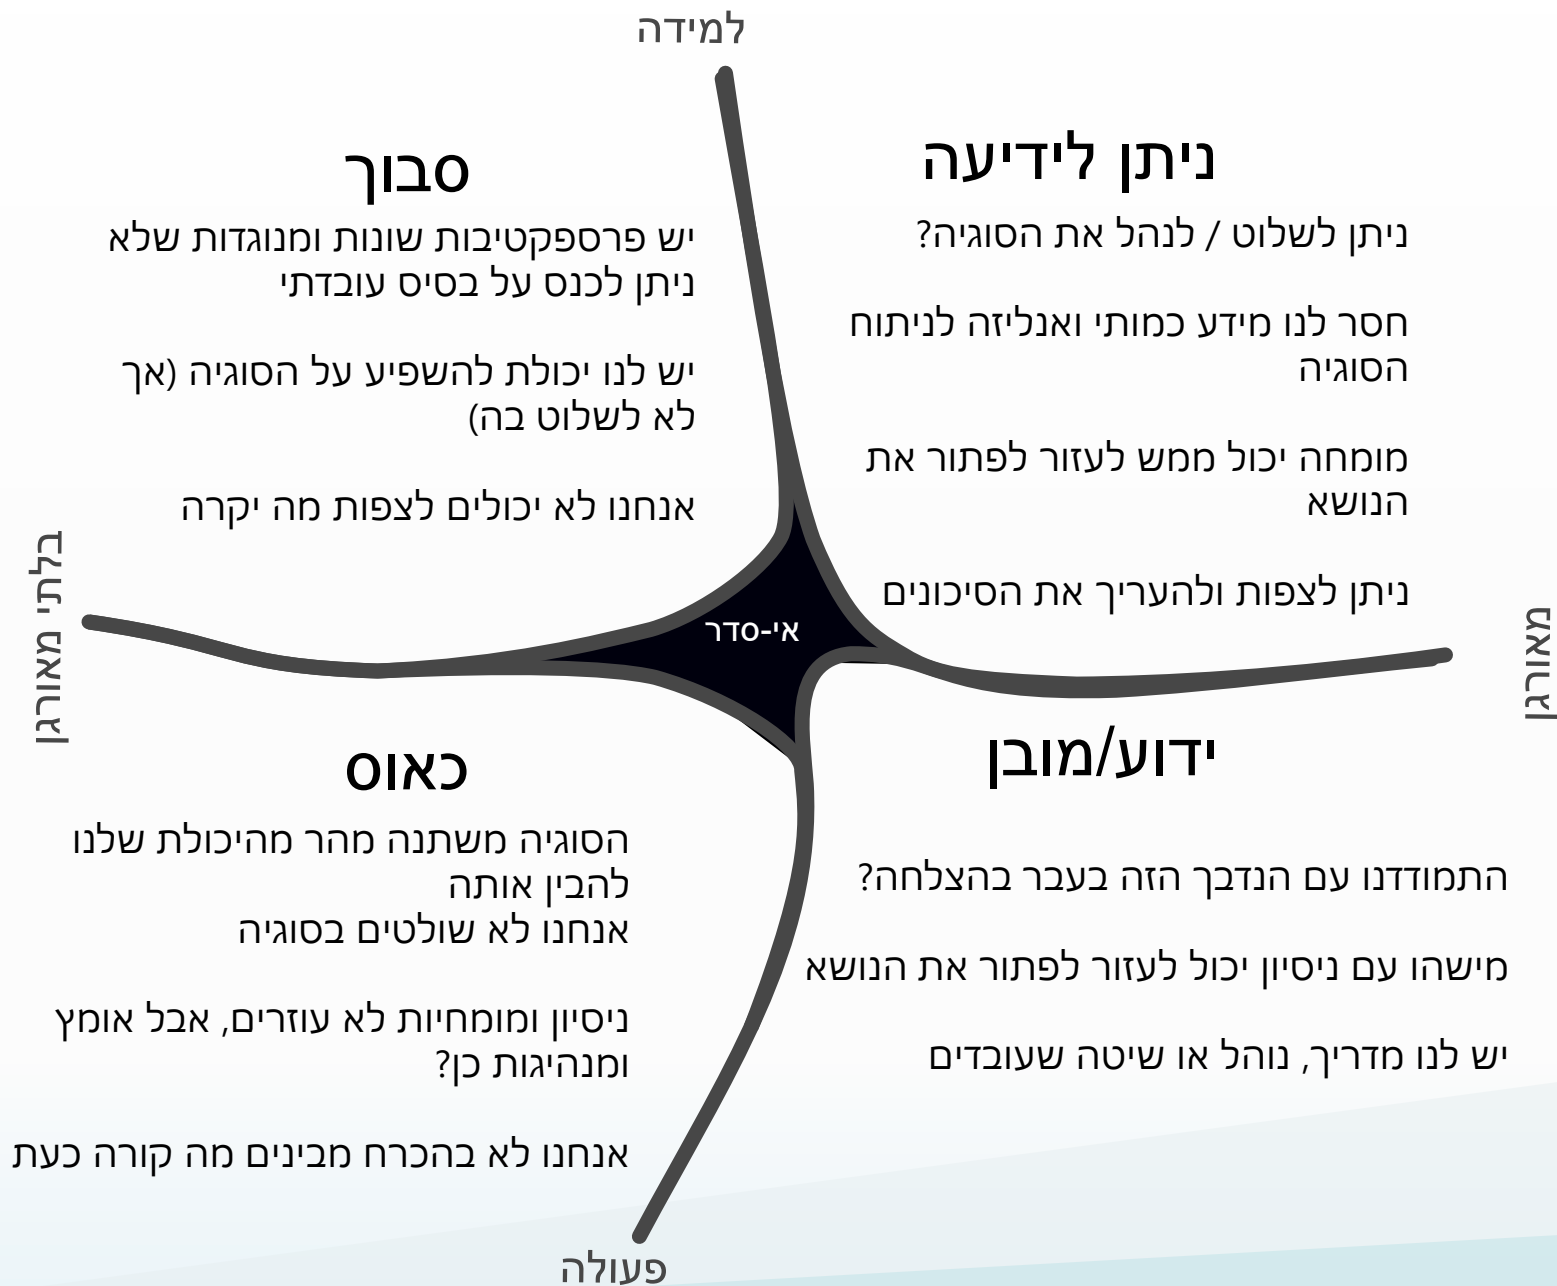 למידה
ניתן לידיעה
ניתן לשלוט / לנהל את הסוגיה?
חסר לנו מידע כמותי ואנליזה לניתוח
הסוגיה
מומחה יכול ממש לעזור לפתור את
הנושא
ניתן לצפות ולהעריך את הסיכונים
סבוך
יש פרספקטיבות שונות ומנוגדות שלא
ניתן לכנס על בסיס עובדתי
יש לנו יכולת להשפיע על הסוגיה (אך
לא לשלוט בה)
אנחנו לא יכולים לצפות מה יקרה
מאורגן
אי-סדר
בלתי מאורגן
ידוע/מובן
התמודדנו עם הנדבך הזה בעבר בהצלחה?
מישהו עם ניסיון יכול לעזור לפתור את הנושא
יש לנו מדריך, נוהל או שיטה שעובדים
כאוס
הסוגיה משתנה מהר מהיכולת שלנו
להבין אותה
אנחנו לא שולטים בסוגיה
ניסיון ומומחיות לא עוזרים, אבל אומץ
ומנהיגות כן?
אנחנו לא בהכרח מבינים מה קורה כעת
פעולה